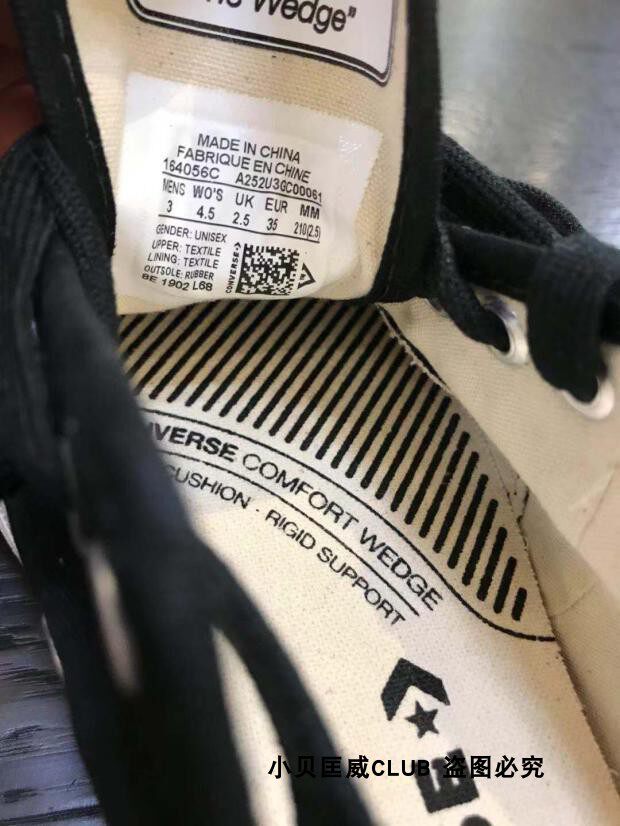 Wedge"
MADE IN CHINA
FABRIQUE EN CHINE
164056C A252U3GC00061
MENS WO'S UK EUR MM
3 4.5 2.5 35 210(2.5)
GENDER: UNISEX
UPPER: TEXTILE
LINING: TEXTILE
OUTSOLE: RUBBER
BE 1902 L68
CONVERSE
NVERSE COMFORT WEDGE
CUSHION · RIGID SUPPORT
小贝匡威CLUB 盗图必究